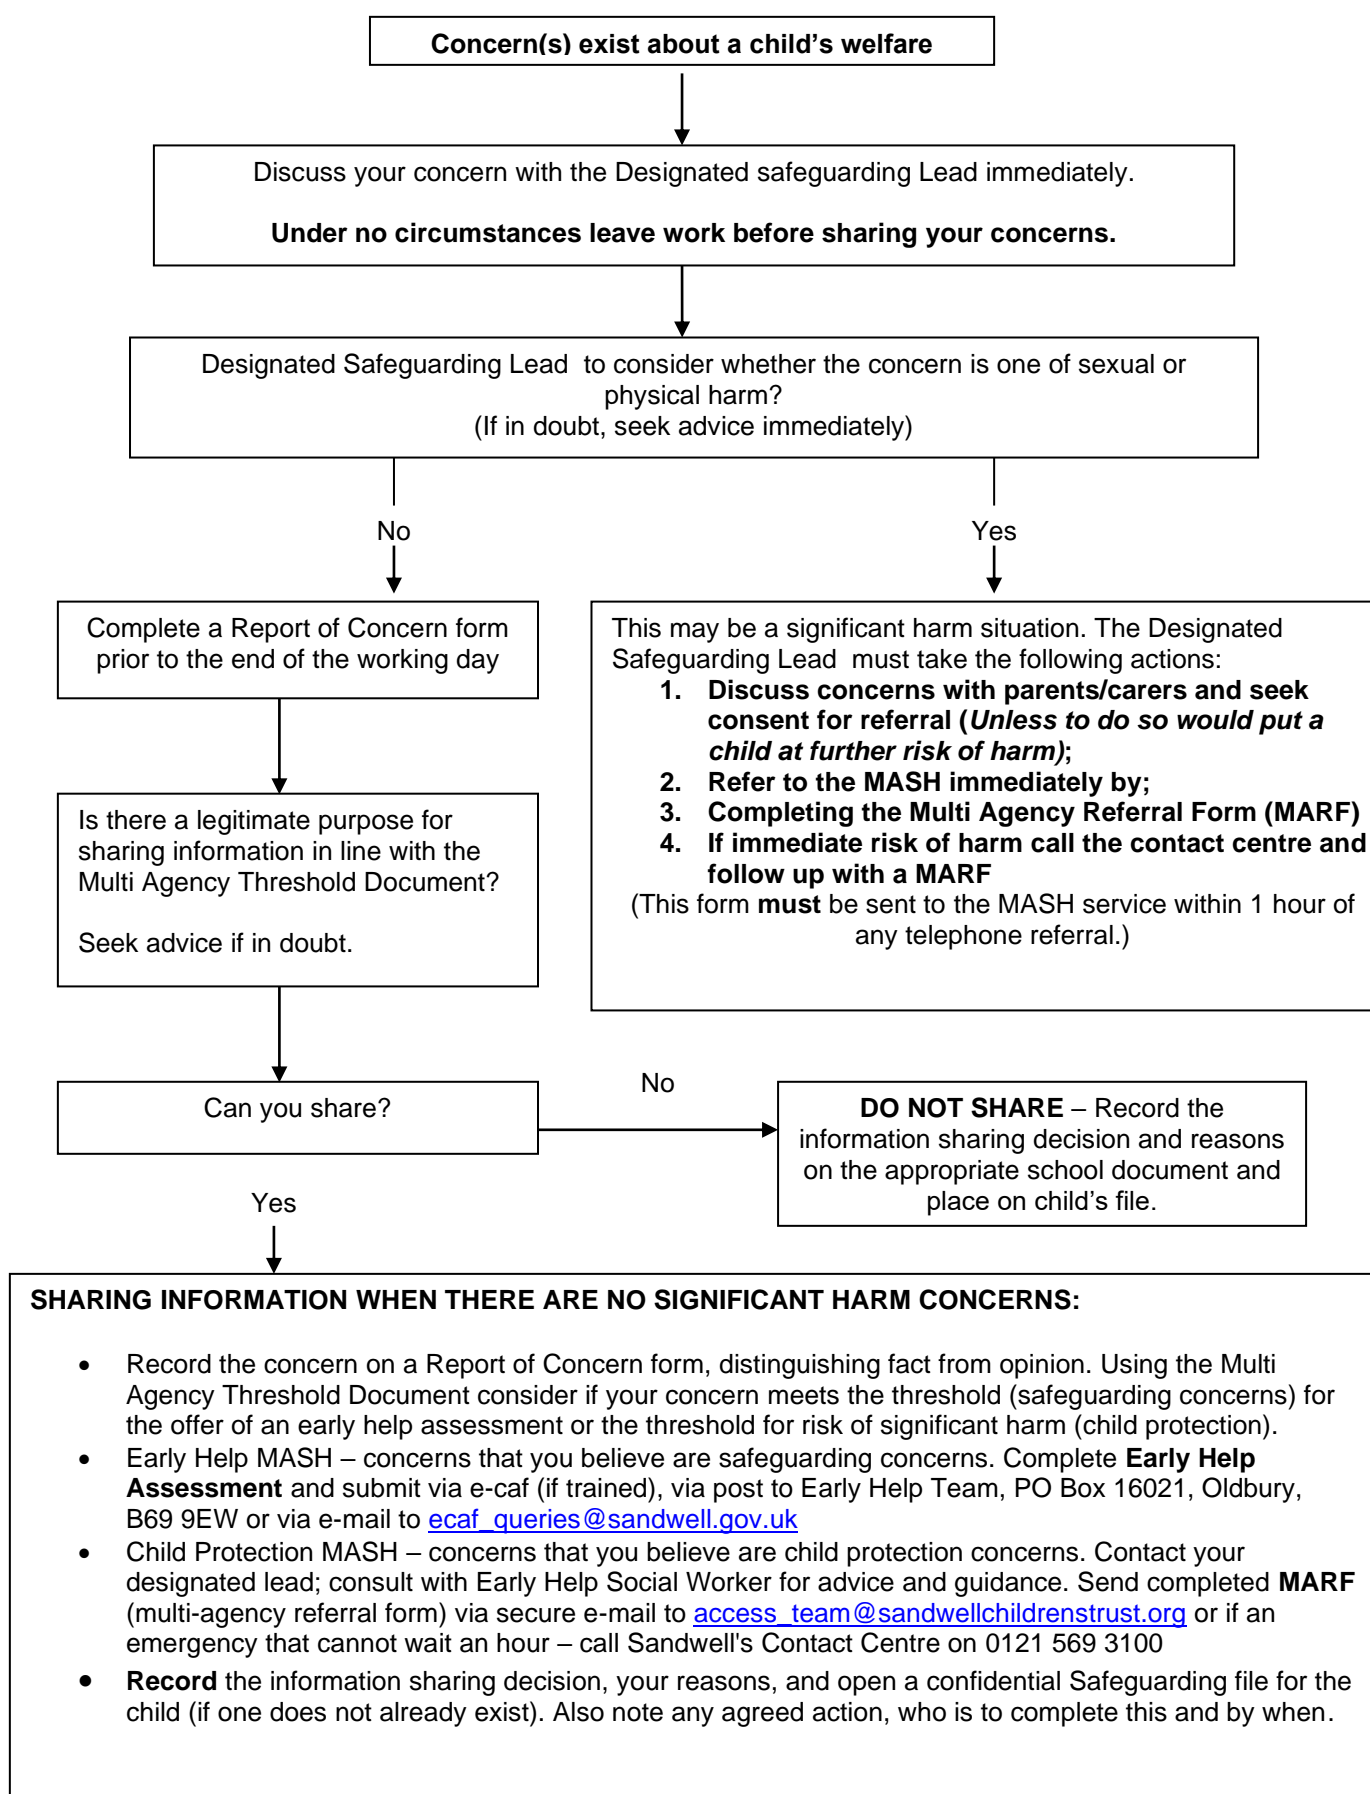 Concern(s) exist about a child’s welfare
Discuss your concern with the Designated safeguarding Lead immediately.
Under no circumstances leave work before sharing your concerns.
Designated Safeguarding Lead  to consider whether the concern is one of sexual or
physical harm?
(If in doubt, seek advice immediately)
No
Yes
Complete a Report of Concern form
prior to the end of the working day
This may be a significant harm situation. The Designated
Safeguarding Lead  must take the following actions:
1. Discuss concerns with parents/carers and seek
consent for referral (Unless to do so would put a
child at further risk of harm);
2. Refer to the MASH immediately by;
3. Completing the Multi Agency Referral Form (MARF)
4. If immediate risk of harm call the contact centre and
follow up with a MARF
(This form must be sent to the MASH service within 1 hour of
any telephone referral.)
Is there a legitimate purpose for
sharing information in line with the
Multi Agency Threshold Document?
Seek advice if in doubt.
Can you share?
No
DO NOT SHARE – Record the
information sharing decision and reasons
on the appropriate school document and
place on child’s file.
Yes
SHARING INFORMATION WHEN THERE ARE NO SIGNIFICANT HARM CONCERNS:
• Record the concern on a Report of Concern form, distinguishing fact from opinion. Using the Multi
Agency Threshold Document consider if your concern meets the threshold (safeguarding concerns) for
the offer of an early help assessment or the threshold for risk of significant harm (child protection).
• Early Help MASH – concerns that you believe are safeguarding concerns. Complete Early Help
Assessment and submit via e-caf (if trained), via post to Early Help Team, PO Box 16021, Oldbury,
B69 9EW or via e-mail to ecaf_queries@sandwell.gov.uk
• Child Protection MASH – concerns that you believe are child protection concerns. Contact your
designated lead; consult with Early Help Social Worker for advice and guidance. Send completed MARF
(multi-agency referral form) via secure e-mail to access_team@sandwellchildrenstrust.org or if an
emergency that cannot wait an hour – call Sandwell's Contact Centre on 0121 569 3100
• Record the information sharing decision, your reasons, and open a confidential Safeguarding file for the
child (if one does not already exist). Also note any agreed action, who is to complete this and by when.